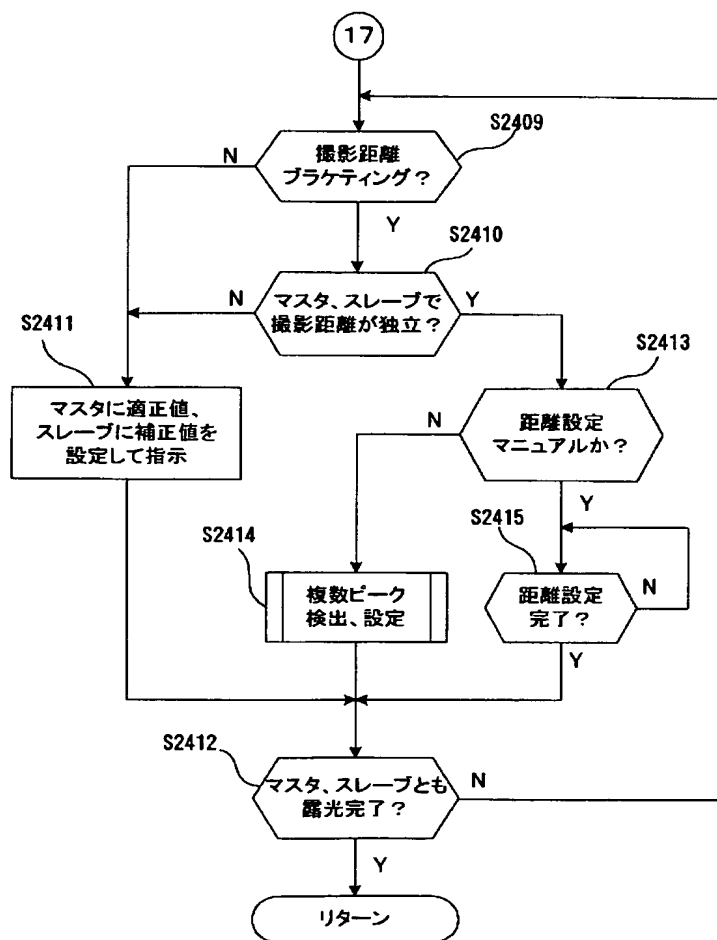 17
S2409
撮影距離
ブラケティング？
N
Y
S2410
マスタ、スレーブで
撮影距離が独立？
N
Y
S2411
マスタに適正値、
スレーブに補正値を
設定して指示
S2413
距離設定
マニュアルか？
N
Y
S2414
複数ピーク
検出、設定
S2415
距離設定
完了？
N
Y
S2412
マスタ、スレーブとも
露光完了？
N
Y
リターン